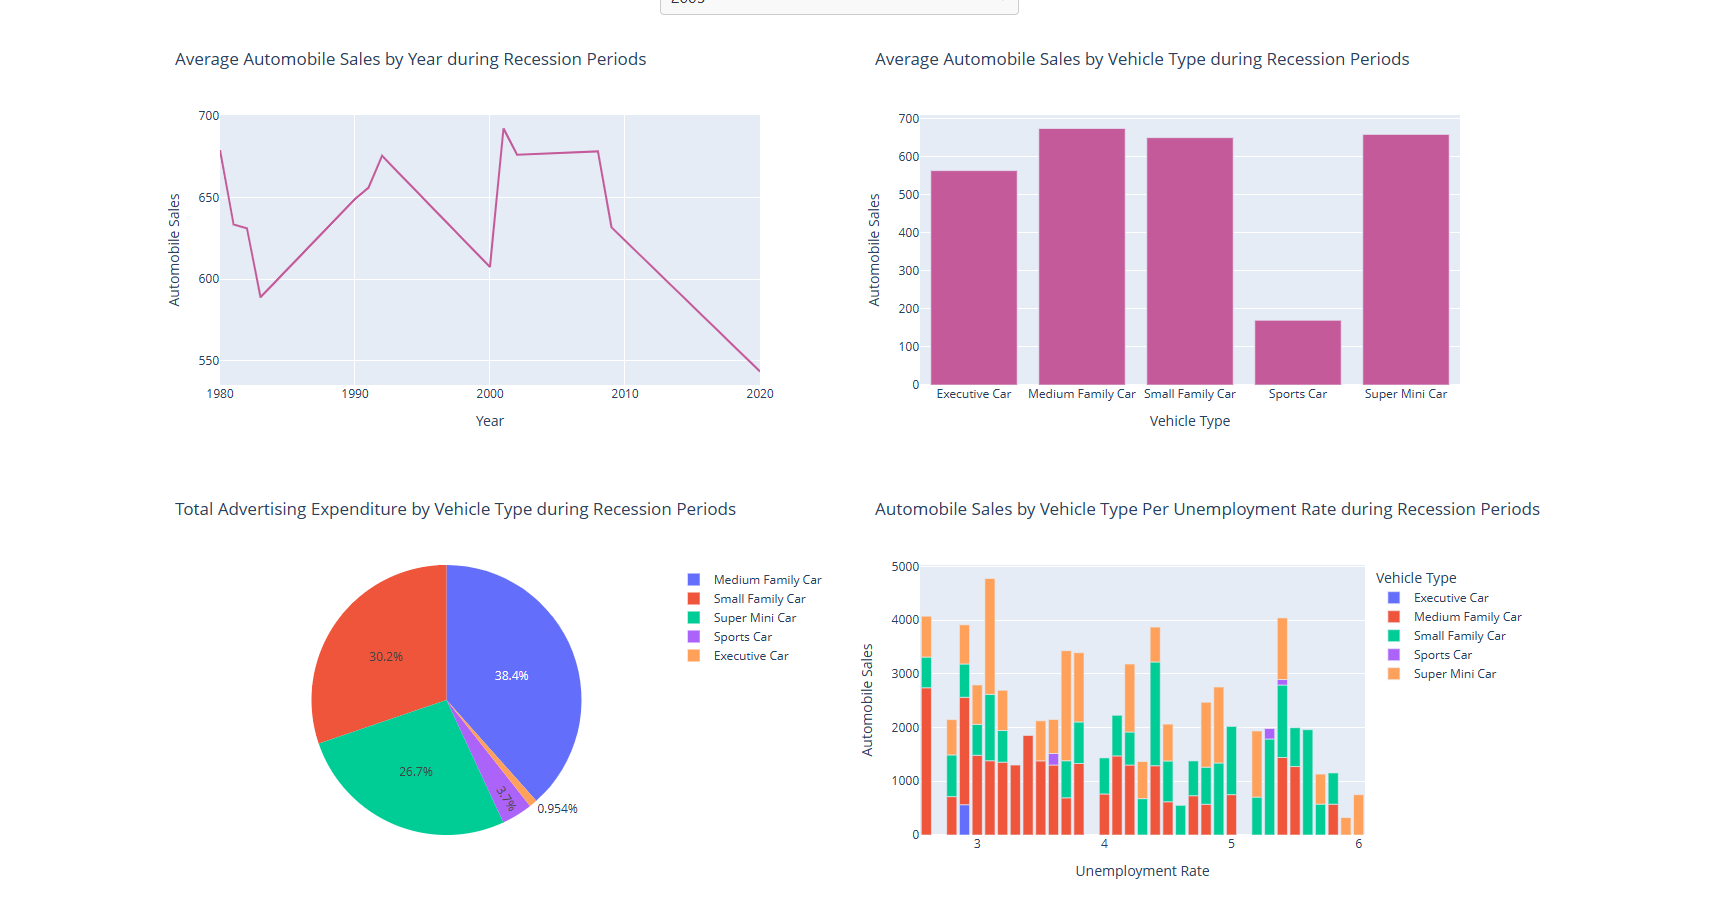 2005
Average Automobile Sales by Year during Recession Periods
700
650
600
550
Automobile Sales
1980
1990
2000
2010
2020
Year
Average Automobile Sales by Vehicle Type during Recession Periods
700
600
500
400
300
200
100
0
Automobile Sales
Executive Car
Medium Family Car
Small Family Car
Sports Car
Super Mini Car
Vehicle Type
Total Advertising Expenditure by Vehicle Type during Recession Periods
30.2%
38.4%
26.7%
3.7%
0.954%
Medium Family Car
Small Family Car
Super Mini Car
Sports Car
Executive Car
Automobile Sales by Vehicle Type Per Unemployment Rate during Recession Periods
5000
4000
3000
2000
1000
0
Automobile Sales
3
4
5
6
Unemployment Rate
Vehicle Type
Executive Car
Medium Family Car
Small Family Car
Sports Car
Super Mini Car